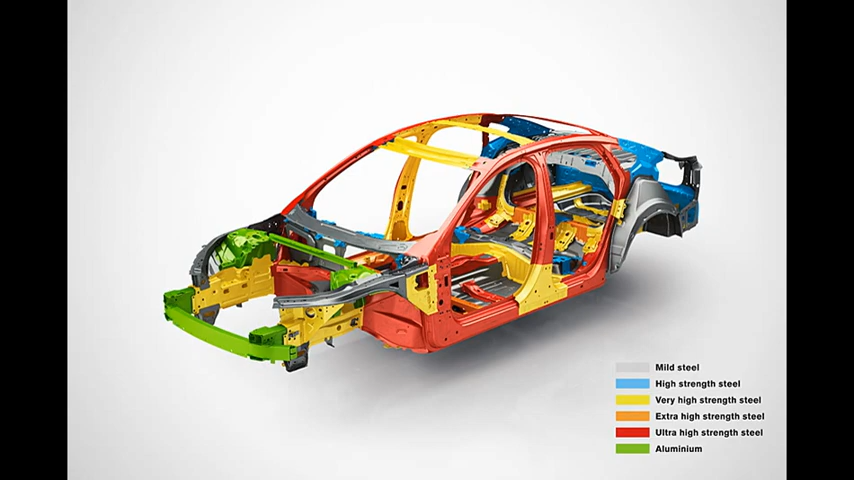 Mild steel
High strength steel
Very high strength steel
Extra high strength steel
Ultra high strength steel
Aluminium